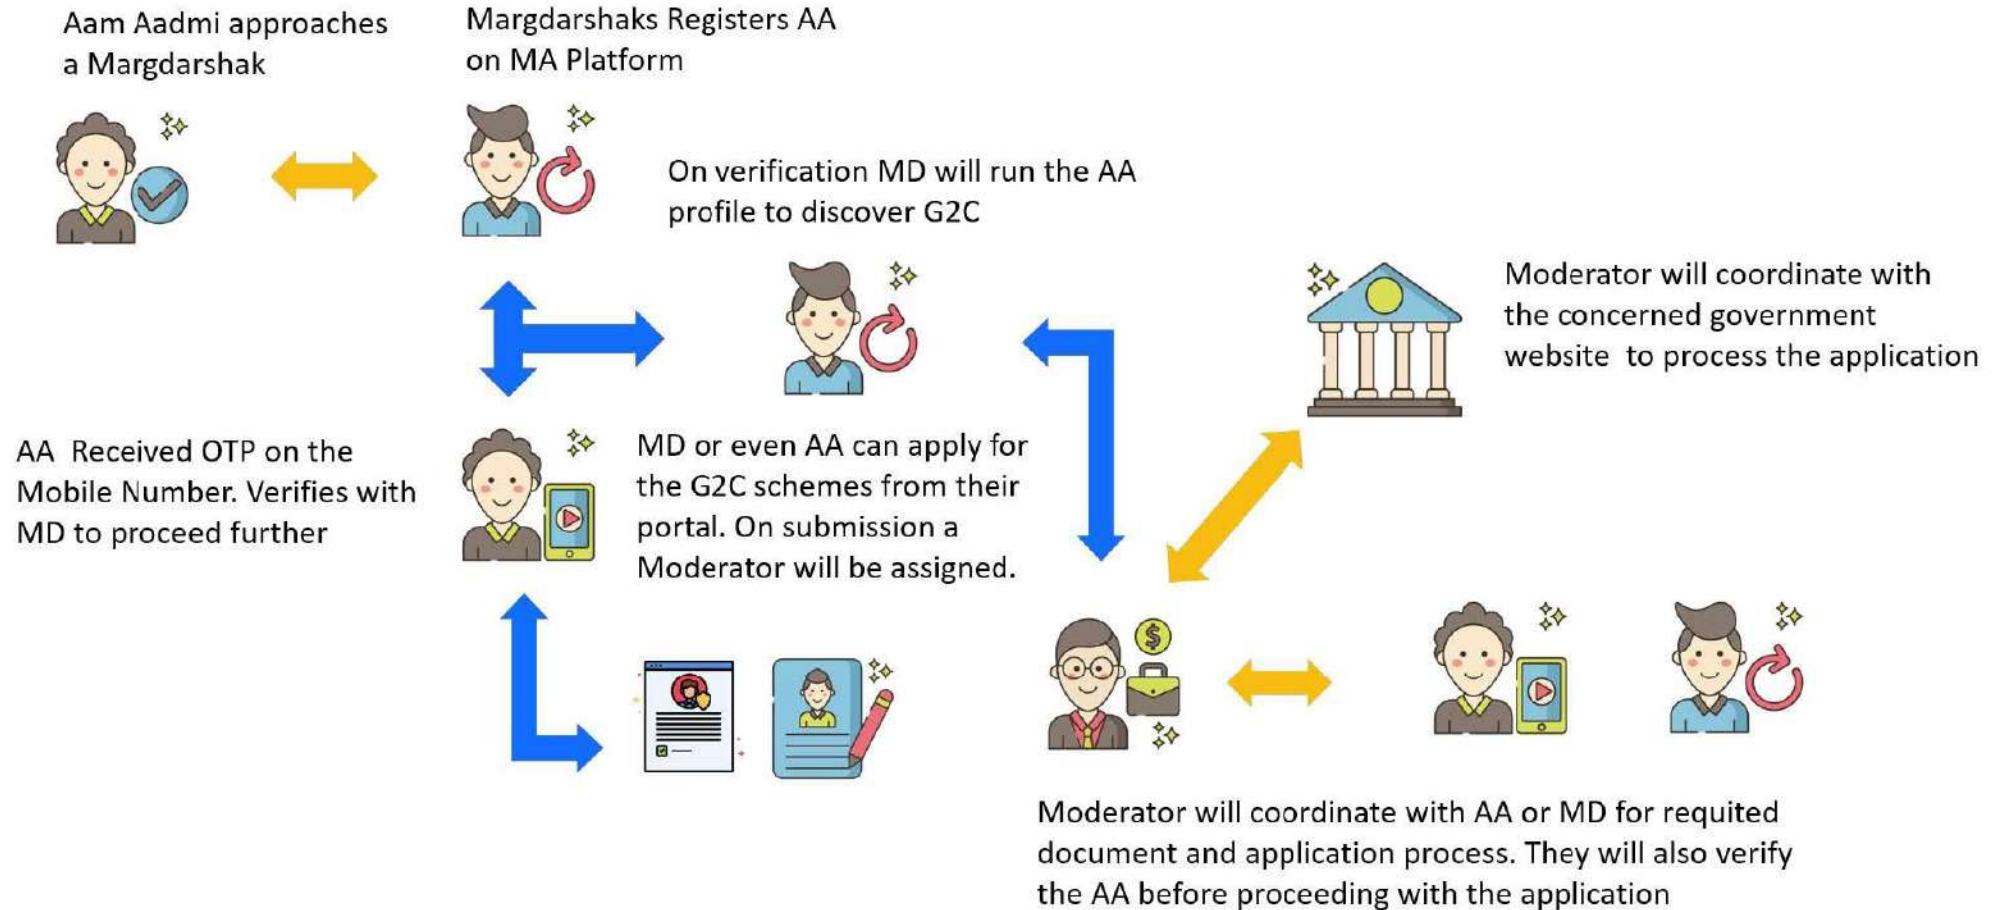 Aam Aadmi approaches
a Margdarshak
Margdarshaks Registers AA
on MA Platform
On verification MD will run the AA
profile to discover G2C
Moderator will coordinate with
the concerned government
website  to process the application
AA  Received OTP on the
Mobile Number. Verifies with
MD to proceed further
MD or even AA can apply for
the G2C schemes from their
portal. On submission a
Moderator will be assigned.
$
Moderator will coordinate with AA or MD for requited
document and application process. They will also verify
the AA before proceeding with the application